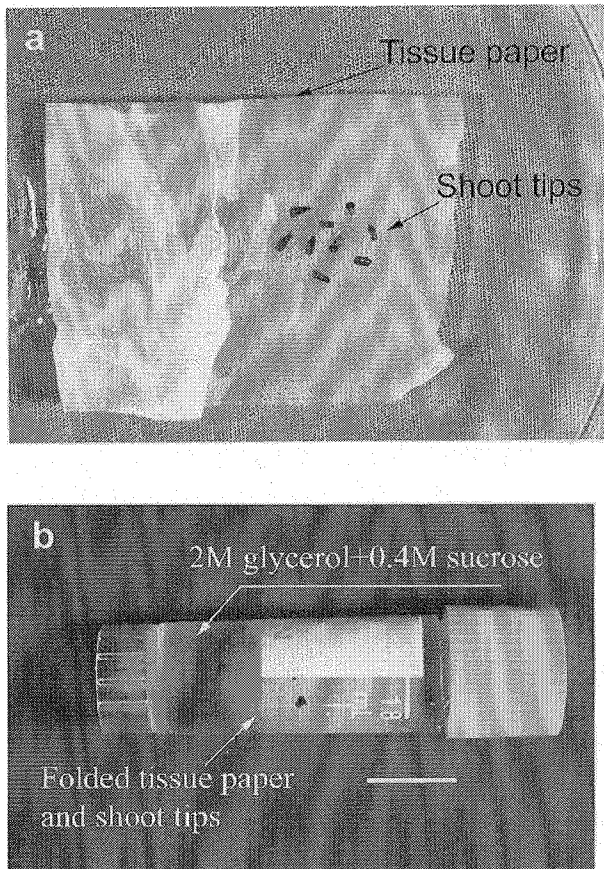 a
Tissue paper
Shoot tips
b
2M glycerol+0.4M sucrose
Folded tissue paper
and shoot tips